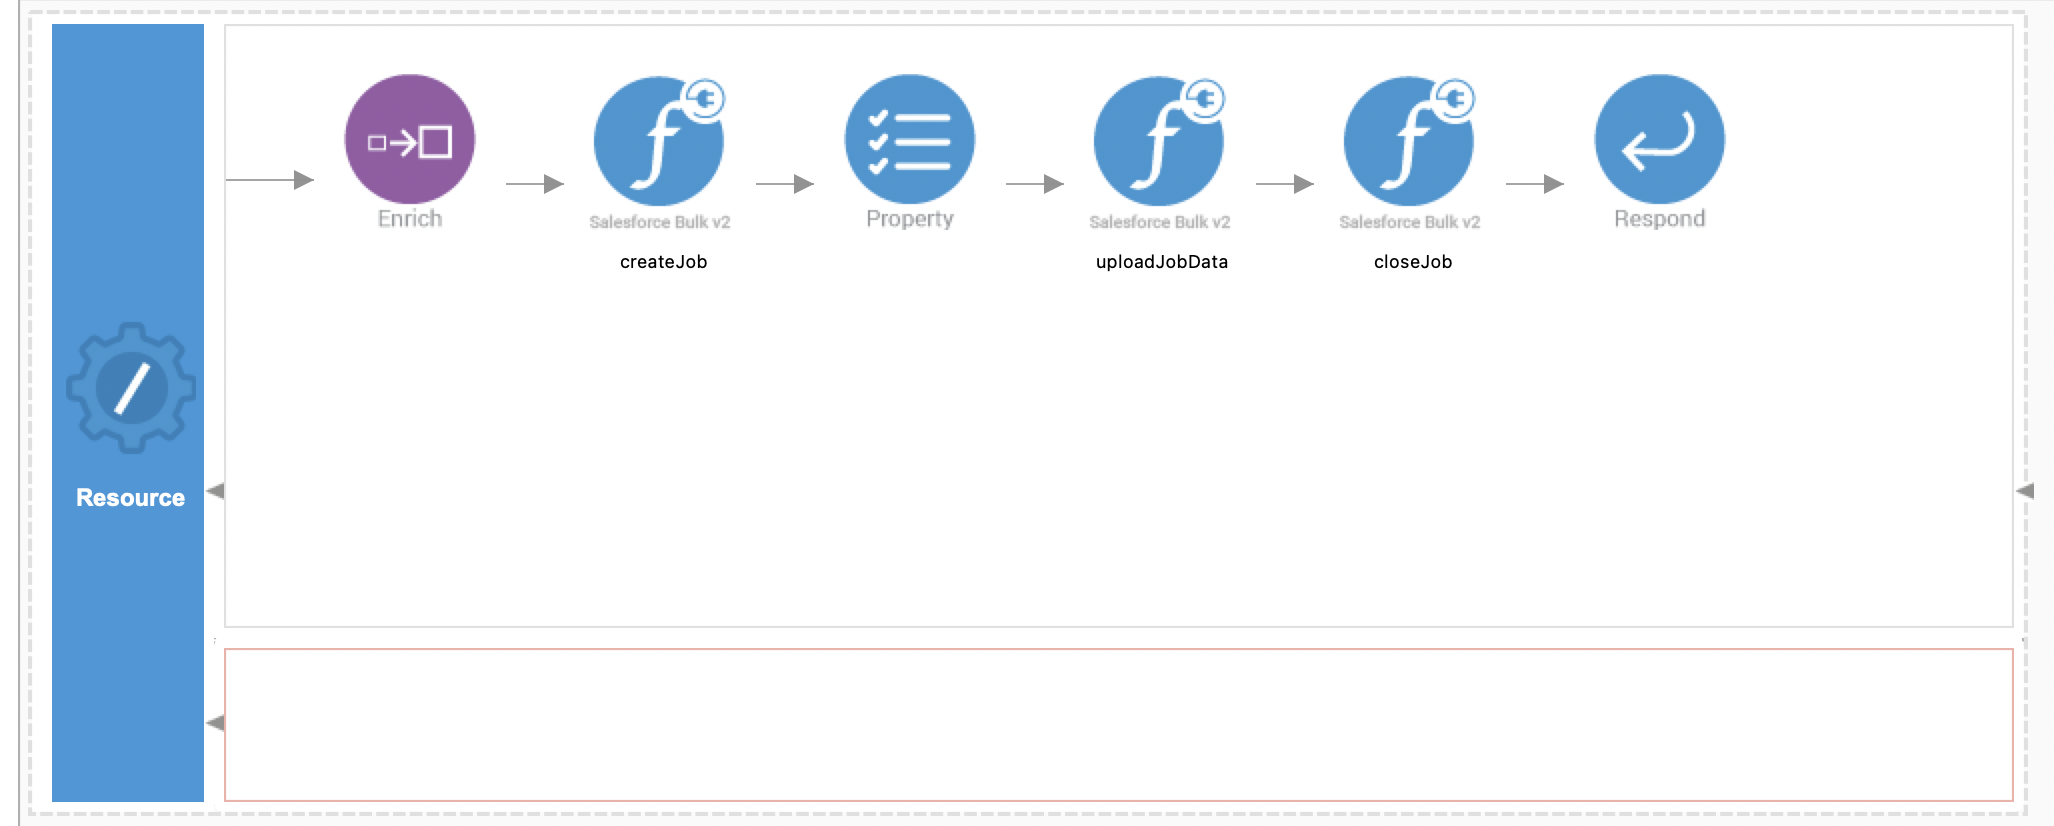 Enrich
Salesforce Bulk v2
Property
Salesforce Bulk v2
Salesforce Bulk v2
Respond
createJob
uploadJobData
closeJob
Resource